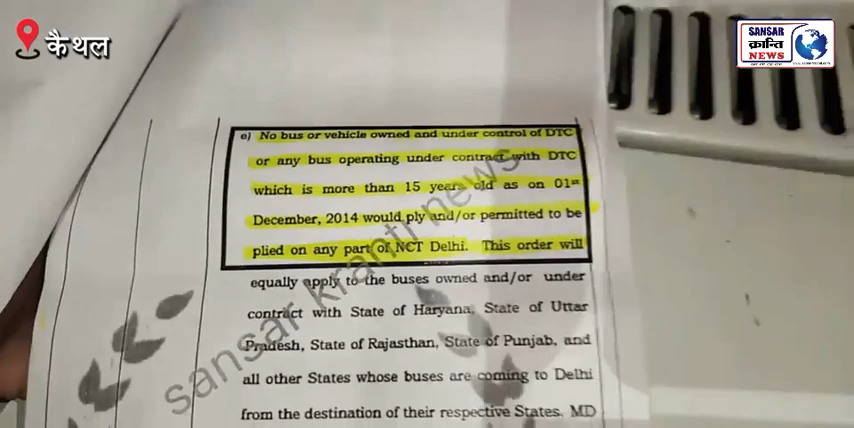 कैथल
SANSAR
क्रान्ति
NEWS
e) No bus or vehicle owned and under control of DTC
or any bus operating under contract with DTC
which is more than 15 years old as on 01st
December, 2014 would ply and/or permitted to be
plied on any part of NCT Delhi. This order will
equally apply to the buses owned and/or under
contract with State of Haryana, State of Uttar
Pradesh, State of Rajasthan, State of Punjab, and
all other States whose buses are coming to Delhi
from the destination of their respective States. MD
sansar kranti news